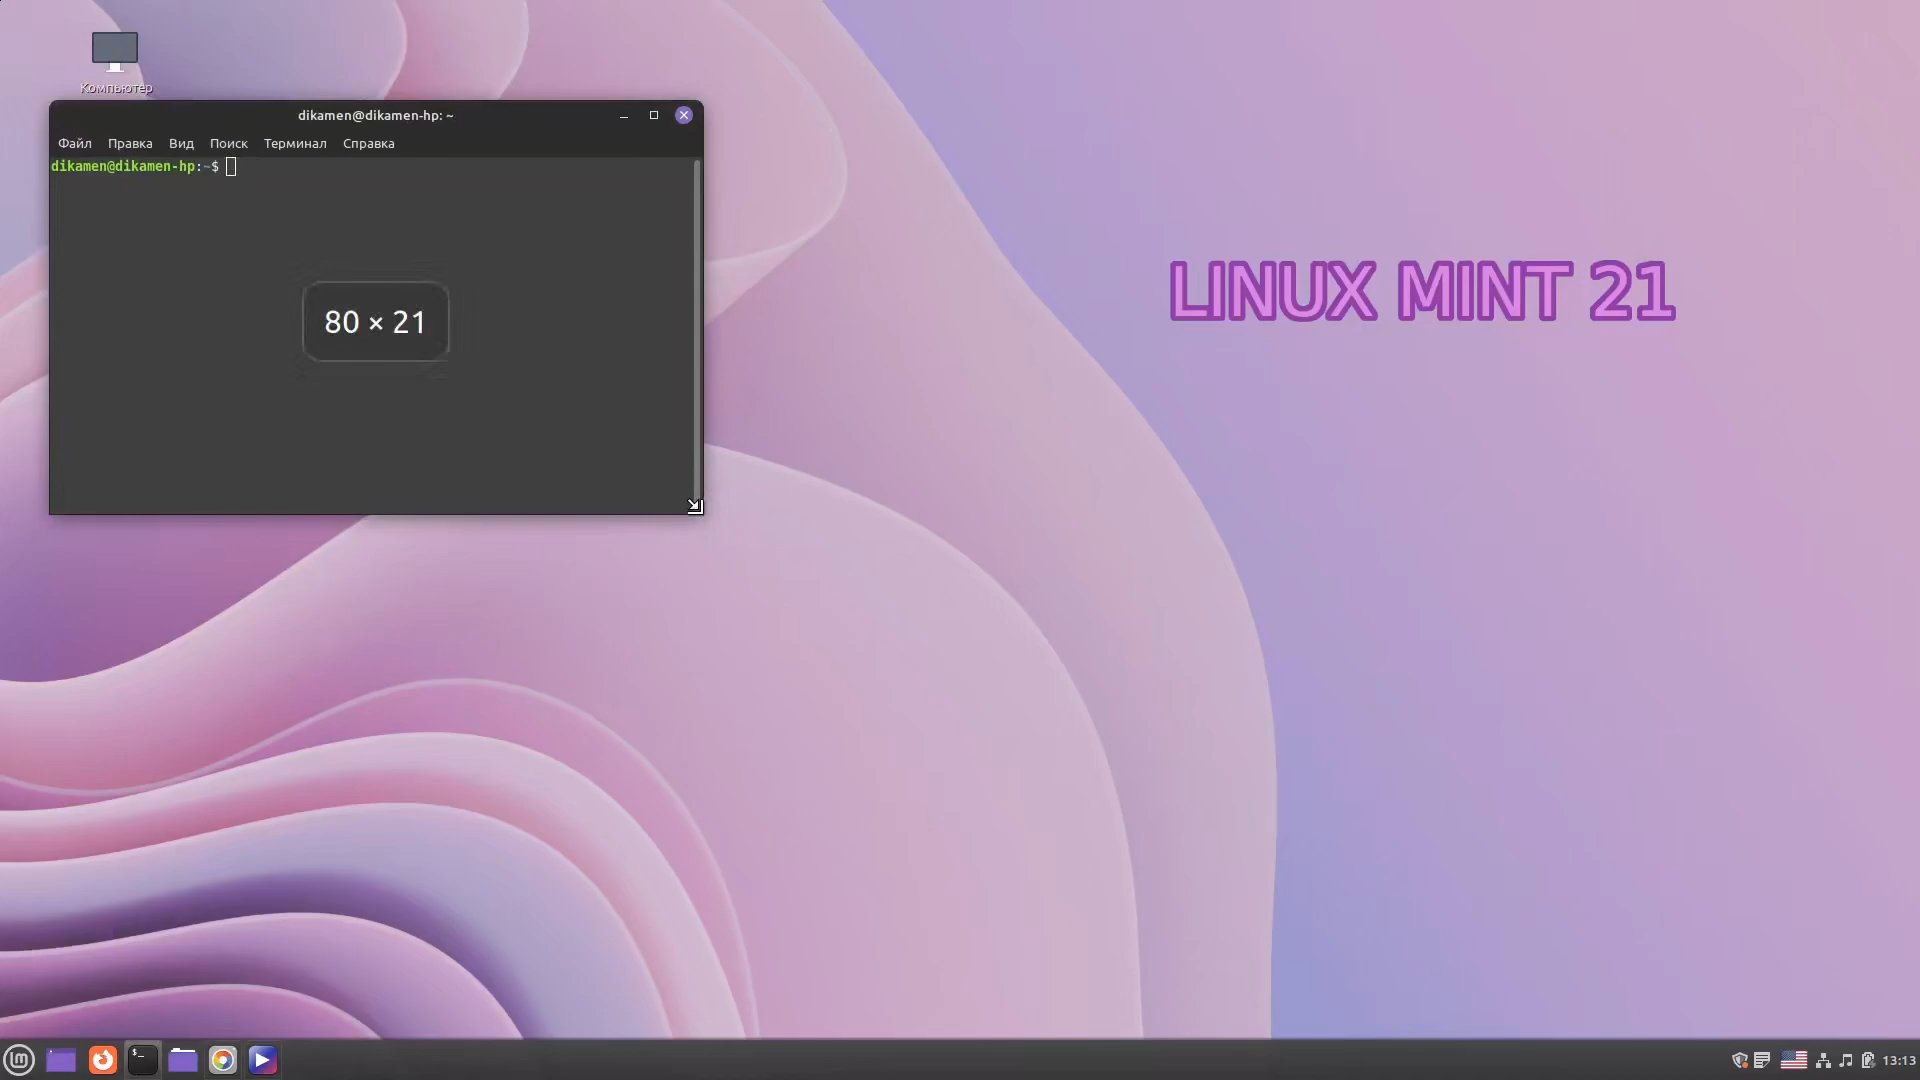 Компьютер
dikamen@dikamen-hp: ~
Файл Правка Вид Поиск Терминал Справка
dikamen@dikamen-hp:~$
80 × 21
LINUX MINT 21
13:13